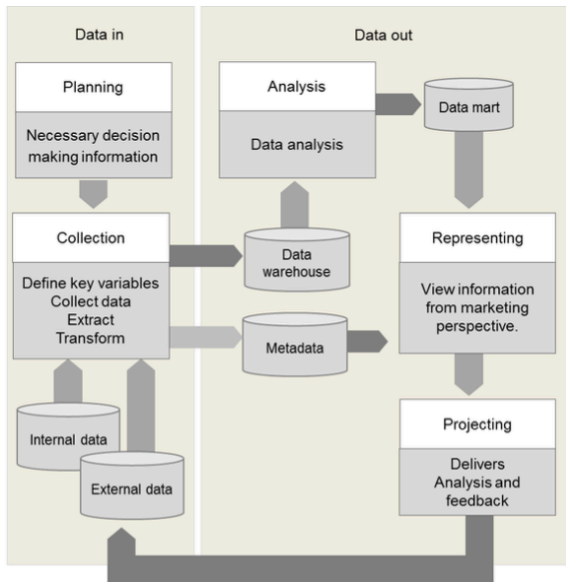 Data in
Planning
Necessary decision
making information
Collection
Define key variables
Collect data
Extract
Transform
Internal data
External data
Data out
Analysis
Data analysis
Data mart
Data
warehouse
Metadata
Representing
View information
from marketing
perspective.
Projecting
Delivers
Analysis and
feedback